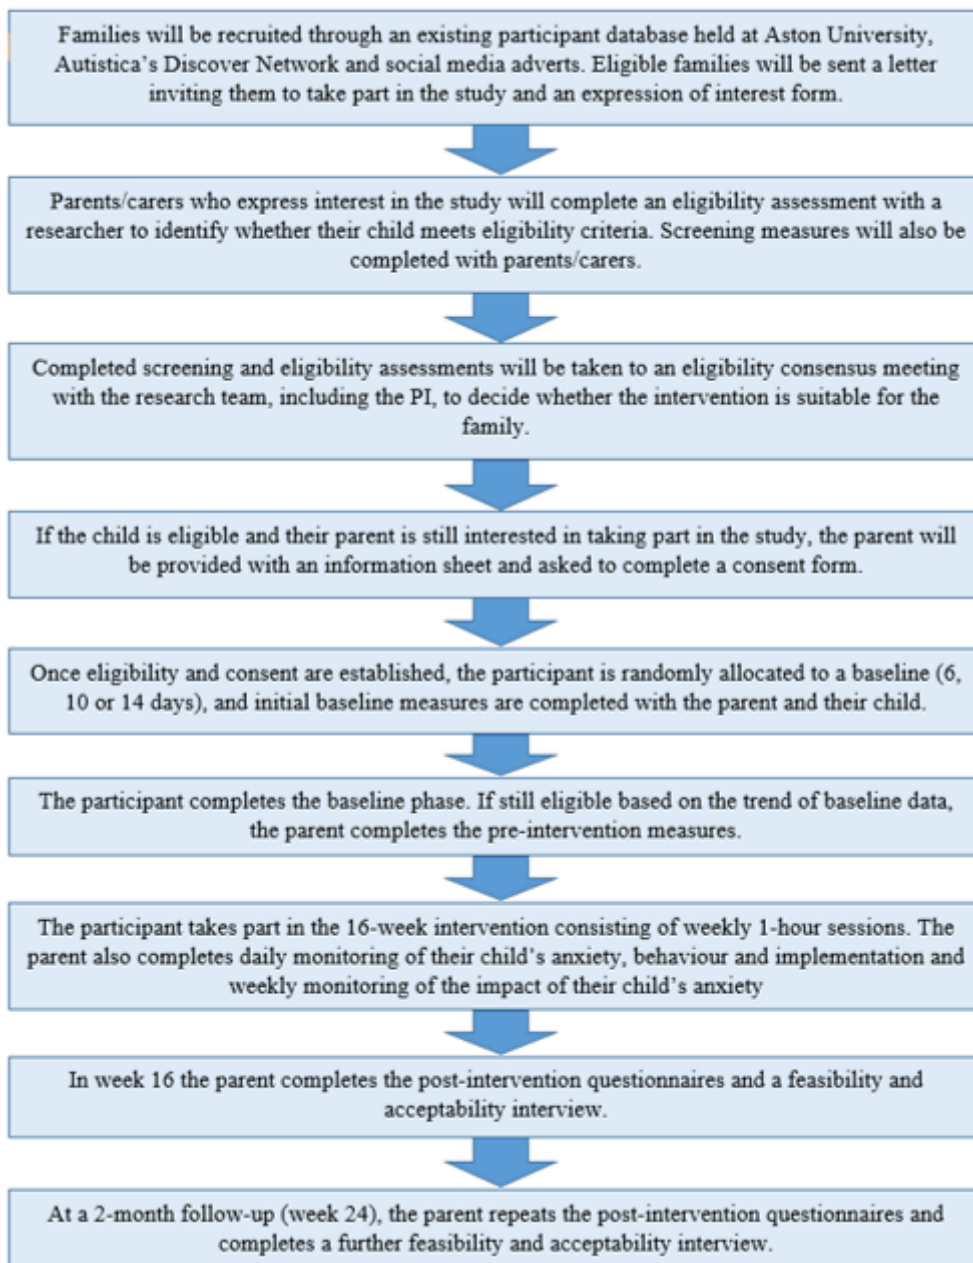 Families will be recruited through an existing participant database held at Aston University,
Autistica's Discover Network and social media adverts. Eligible families will be sent a letter
inviting them to take part in the study and an expression of interest form.
Parents/carers who express interest in the study will complete an eligibility assessment with a
researcher to identify whether their child meets eligibility criteria. Screening measures will also be
completed with parents/carers.
Completed screening and eligibility assessments will be taken to an eligibility consensus meeting
with the research team, including the PI, to decide whether the intervention is suitable for the
family.
If the child is eligible and their parent is still interested in taking part in the study, the parent will
be provided with an information sheet and asked to complete a consent form.
Once eligibility and consent are established, the participant is randomly allocated to a baseline (6,
10 or 14 days), and initial baseline measures are completed with the parent and their child.
The participant completes the baseline phase. If still eligible based on the trend of baseline data,
the parent completes the pre-intervention measures.
The participant takes part in the 16-week intervention consisting of weekly 1-hour sessions. The
parent also completes daily monitoring of their child's anxiety, behaviour and implementation and
weekly monitoring of the impact of their child's anxiety
In week 16 the parent completes the post-intervention questionnaires and a feasibility and
acceptability interview.
At a 2-month follow-up (week 24), the parent repeats the post-intervention questionnaires and
completes a further feasibility and acceptability interview.